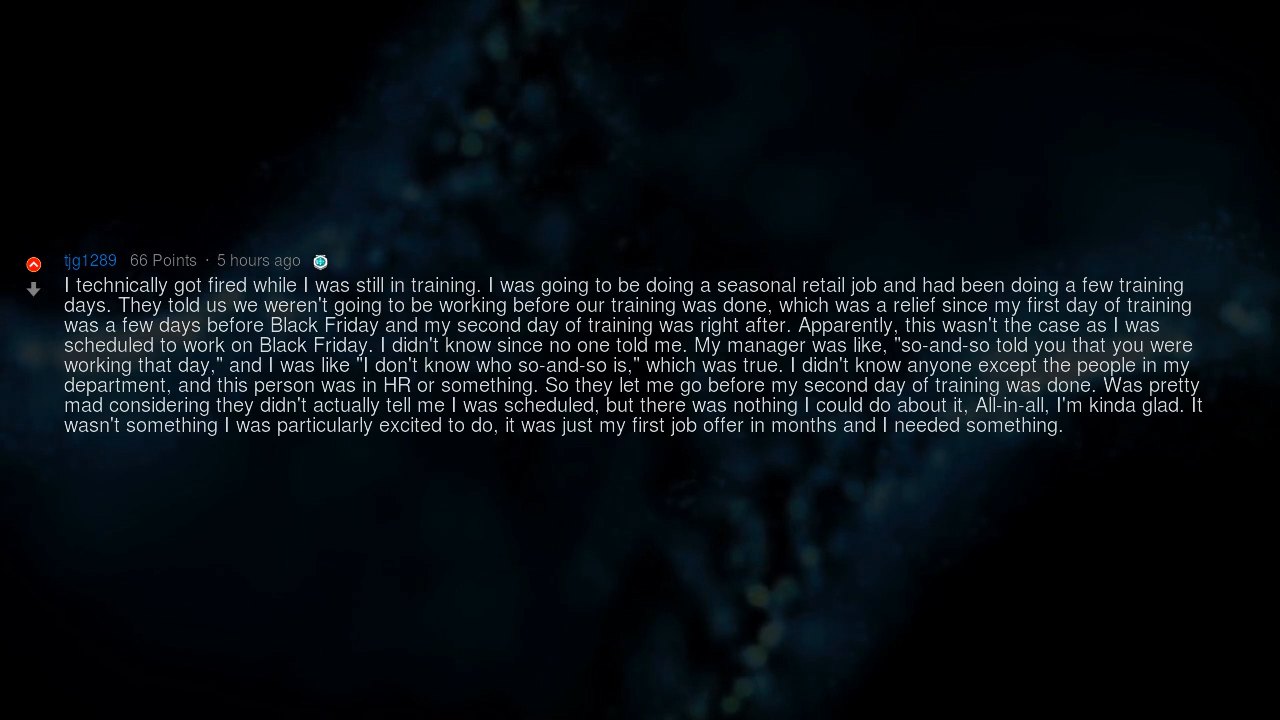 tjg1289 66 Points · 5 hours ago
I technically got fired while I was still in training. I was going to be doing a seasonal retail job and had been doing a few training
days. They told us we weren't going to be working before our training was done, which was a relief since my first day of training
was a few days before Black Friday and my second day of training was right after. Apparently, this wasn't the case as I was
scheduled to work on Black Friday. I didn't know since no one told me. My manager was like, "so-and-so told you that you were
working that day," and I was like "I don't know who so-and-so is," which was true. I didn't know anyone except the people in my
department, and this person was in HR or something. So they let me go before my second day of training was done. Was pretty
mad considering they didn't actually tell me I was scheduled, but there was nothing I could do about it, All-in-all, I'm kinda glad. It
wasn't something I was particularly excited to do, it was just my first job offer in months and I needed something.